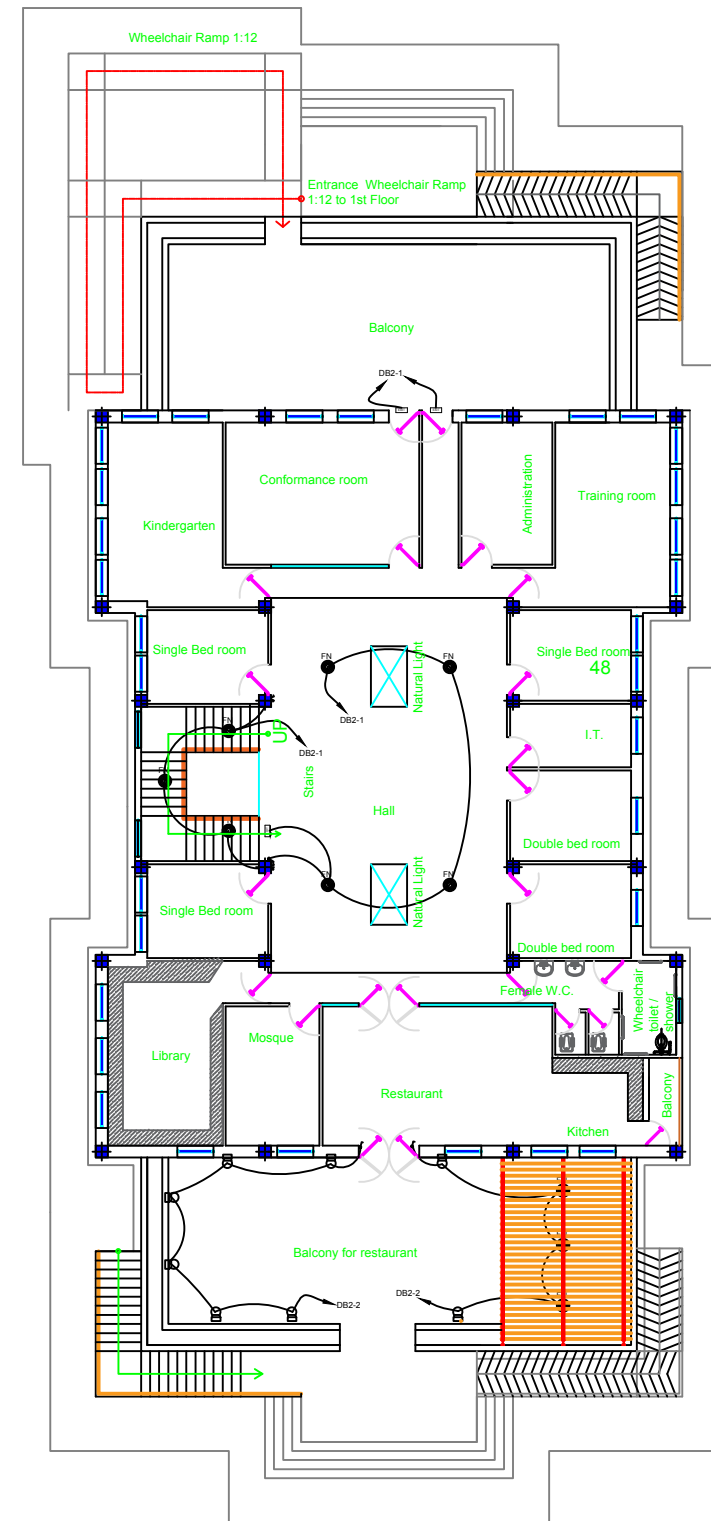 Wheelchair Ramp 1:12
Entrance Wheelchair Ramp
1:12 to 1st Floor
Balcony
DB2-1
Conformance room
Administration
Training room
Kindergarten
Single Bed room
Single Bed room
48
Natural Light
FN
FN
DB2-1
FN
UP
DB2-1
I.T.
FN
Stairs
Hall
FN
Double bed room
Natural Light
FN
FN
Single Bed room
Double bed room
Female W.C.
Wheelchair
toilet /
shower
Mosque
Library
Restaurant
Balcony
Kitchen
Balcony for restaurant
DB2-2
DB2-2